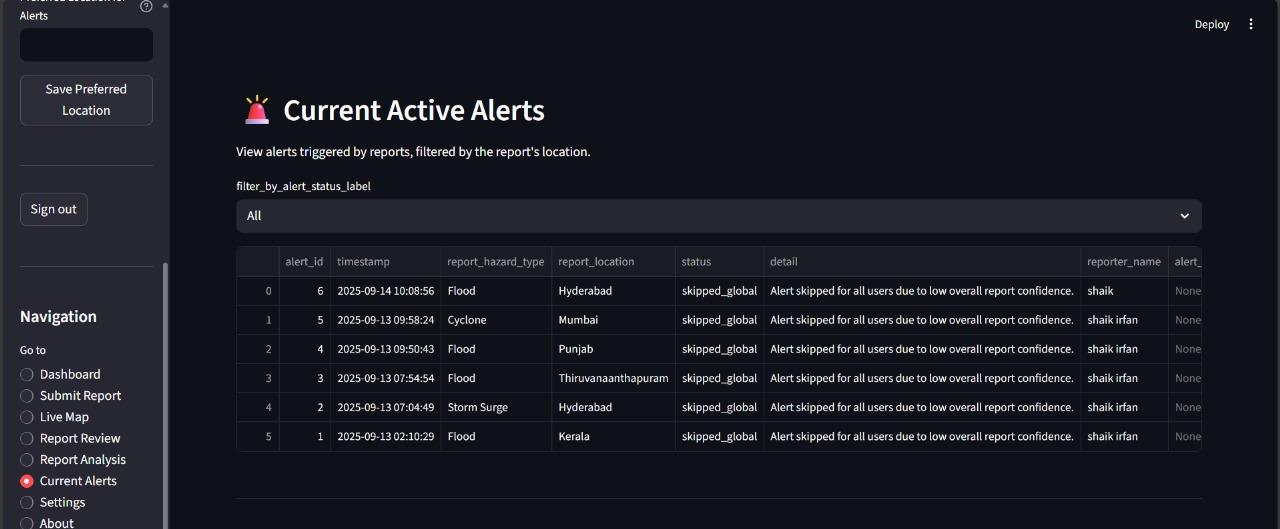 Preferred Location for
Alerts
Save Preferred
Location
Sign out
Navigation
Go to
Dashboard
Submit Report
Live Map
Report Review
Report Analysis
Current Alerts
Settings
About
Deploy
Current Active Alerts
View alerts triggered by reports, filtered by the report's location.
filter_by_alert_status_label
All
alert_id timestamp report_hazard_type report_location status detail reporter_name alert_
0 6 2025-09-14 10:08:56 Flood Hyderabad skipped_global Alert skipped for all users due to low overall report confidence. shaik None
1 5 2025-09-13 09:58:24 Cyclone Mumbai skipped_global Alert skipped for all users due to low overall report confidence. shaik irfan None
2 4 2025-09-13 09:50:43 Flood Punjab skipped_global Alert skipped for all users due to low overall report confidence. shaik irfan None
3 3 2025-09-13 07:54:54 Flood Thiruvanaanthapuram skipped_global Alert skipped for all users due to low overall report confidence. shaik irfan None
4 2 2025-09-13 07:04:49 Storm Surge Hyderabad skipped_global Alert skipped for all users due to low overall report confidence. shaik irfan None
5 1 2025-09-13 02:10:29 Flood Kerala skipped_global Alert skipped for all users due to low overall report confidence. shaik irfan None